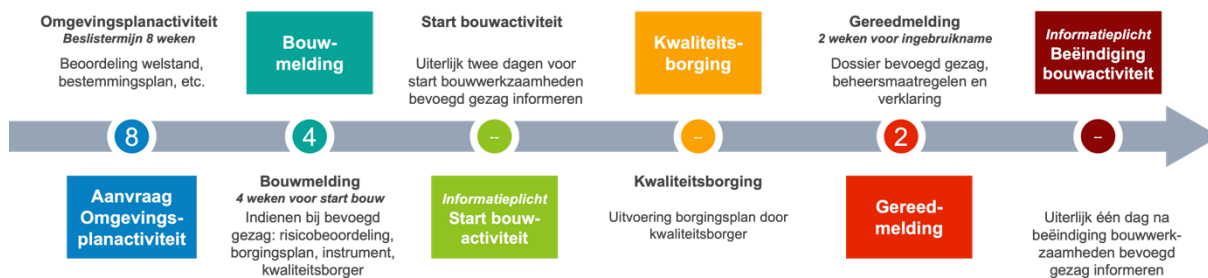 Omgevingsplanactiviteit
Beslistermijn 8 weken
Beoordeling welstand,
bestemmingsplan, etc.
8
Aanvraag
Omgevings-
planactiviteit
Bouw-
melding
4
Bouwmelding
4 weken voor start bouw
Indienen bij bevoegd
gezag: risicobeoordeling,
borgingsplan, instrument,
kwaliteitsborger
Start bouwactiviteit
Uiterlijk twee dagen voor
start bouwwerkzaamheden
bevoegd gezag informeren
--
Informatieplicht
Start bouw-
activiteit
Kwaliteits-
borging
--
Kwaliteitsborging
Uitvoering borgingsplan door
kwaliteitsborger
Gereedmelding
2 weken voor ingebruikname
Dossier bevoegd gezag,
beheersmaatregelen en
verklaring
2
Gereed-
melding
Informatieplicht
Beëindiging
bouwactiviteit
--
Uiterlijk één dag na
beëindiging bouwwerk-
zaamheden bevoegd
gezag informeren